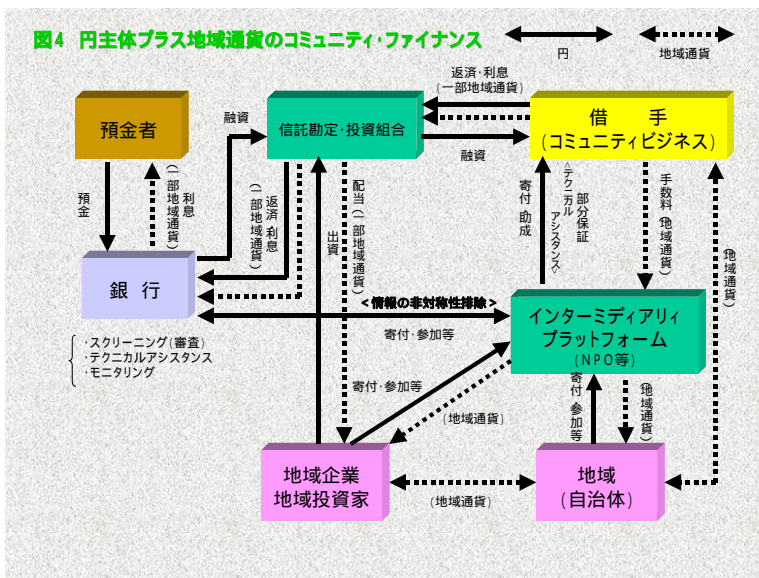 図4 円主体プラス地域通貨のコミュニティ・ファイナンス
円
地域通貨
返済・利息
(一部地域通貨)
預金者
融資
信託勘定・投資組合
融資
借 手
(コミュニティビジネス)
預金
利息
(一部地域通貨)
返済・利息
(一部地域通貨)
出資
配当(一部地域通貨)
寄付・助成
<テクニカル
アシスタンス>
部分保証
手数料(地域通貨)
(地域通貨)
銀 行
<情報の非対称性排除>
インターミディアリィ
プラットフォーム
(NPO等)
・スクリーニング(審査)
・テクニカルアシスタンス
・モニタリング
寄付・参加等
寄付・参加等
(地域通貨)
寄付・参加等
(地域通貨)
地域企業
地域投資家
(地域通貨)
地域
(自治体)